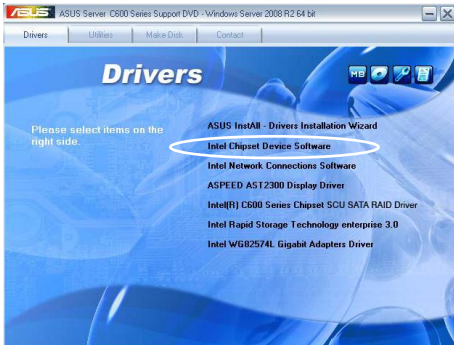 ASUS ASUS Server C600 Series Support DVD - Windows Server 2008 R2 64 bit
Drivers Utilities Make Disk Contact
Drivers
MB
Please select items on the
right side.
ASUS InstAll - Drivers Installation Wizard
Intel Chipset Device Software
Intel Network Connections Software
ASPEED AST2300 Display Driver
Intel(R) C600 Series Chipset SCU SATA RAID Driver
Intel Rapid Storage Technology enterprise 3.0
Intel WG82574L Gigabit Adapters Driver